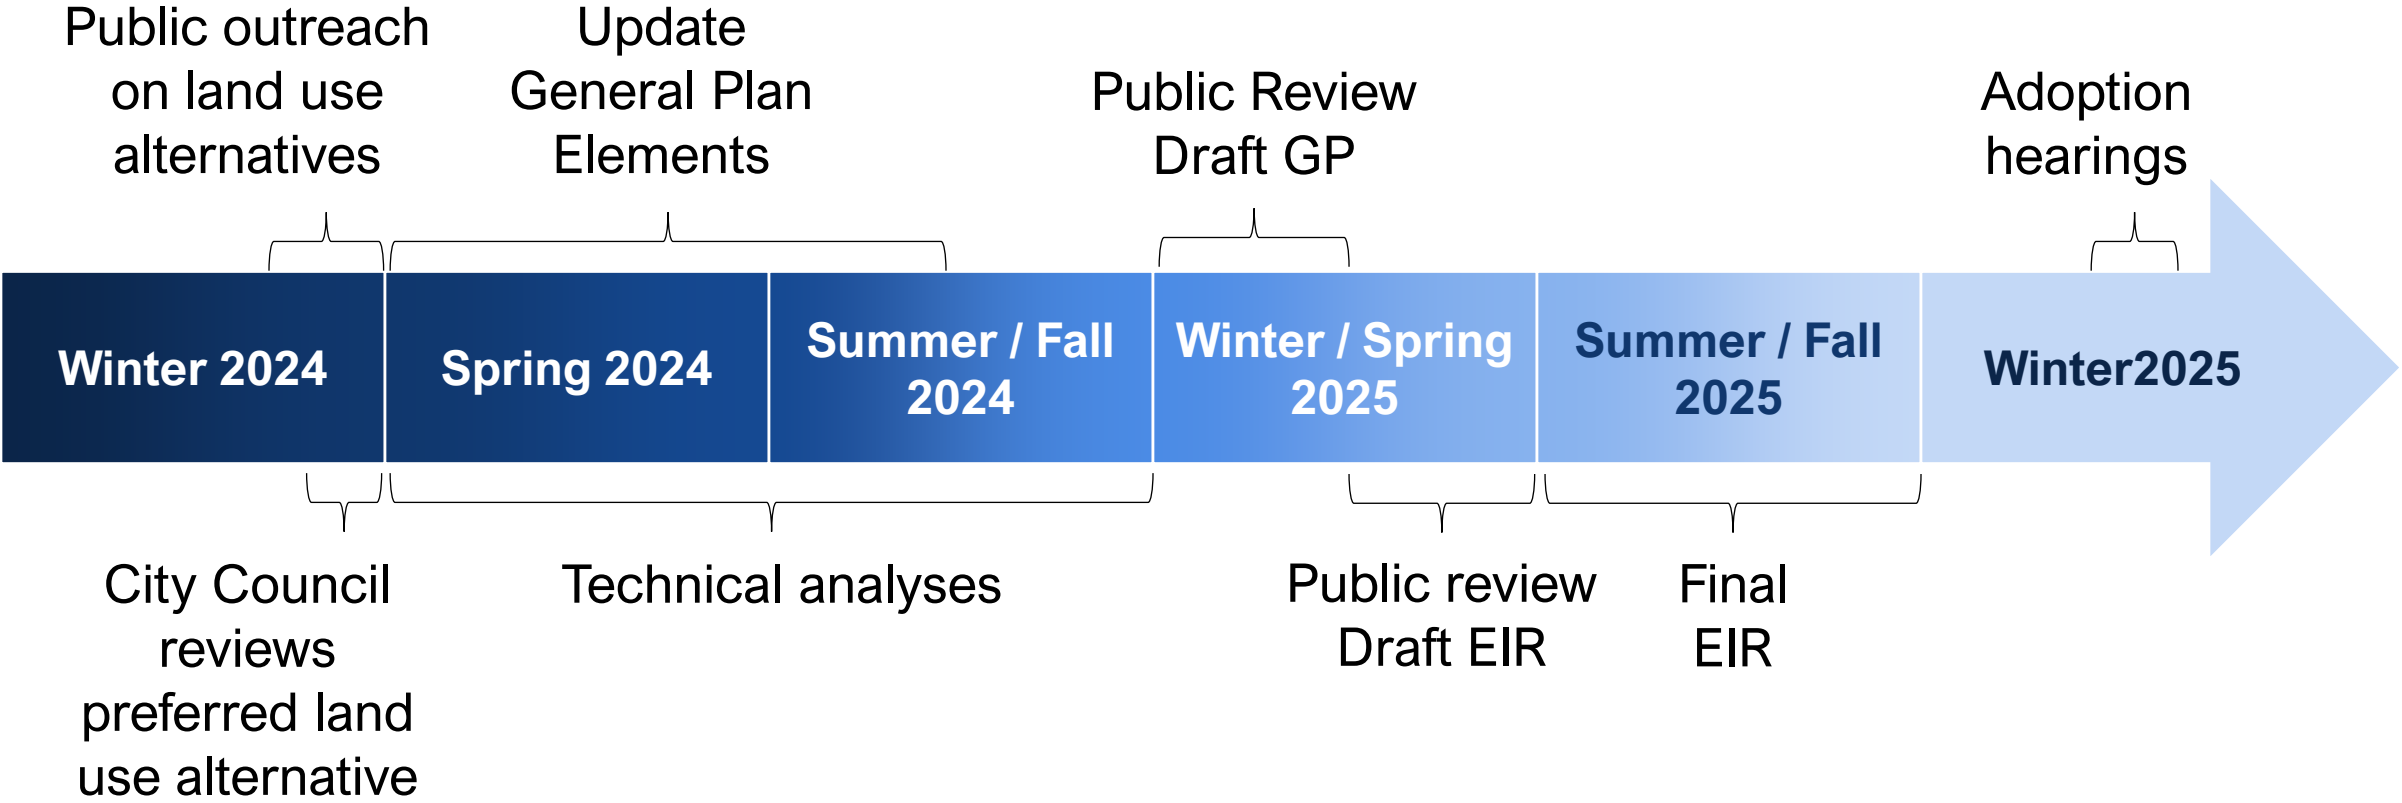 Public outreach
on land use
alternatives
Update
General Plan
Elements
Public Review
Draft GP
Adoption
hearings
Winter 2024
Spring 2024
Summer / Fall
2024
Winter / Spring
2025
Summer / Fall
2025
Winter2025
City Council
reviews
preferred land
use alternative
Technical analyses
Public review
Draft EIR
Final
EIR